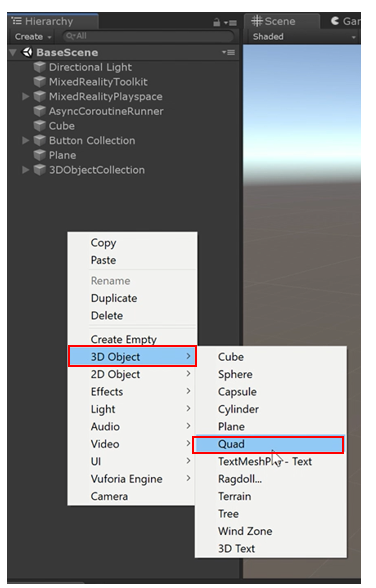 Hierarchy
Create
All
BaseScene
Directional Light
MixedRealityToolkit
MixedRealityPlayspace
AsyncCoroutineRunner
Cube
Button Collection
Plane
3DObjectCollection
Scene
Gam
Shaded
Copy
Paste
Rename
Duplicate
Delete
Create Empty
3D Object
2D Object
Effects
Light
Audio
Video
UI
Vuforia Engine
Camera
Cube
Sphere
Capsule
Cylinder
Plane
Quad
- Text
Ragdoll...
Terrain
Tree
Wind Zone
3D Text